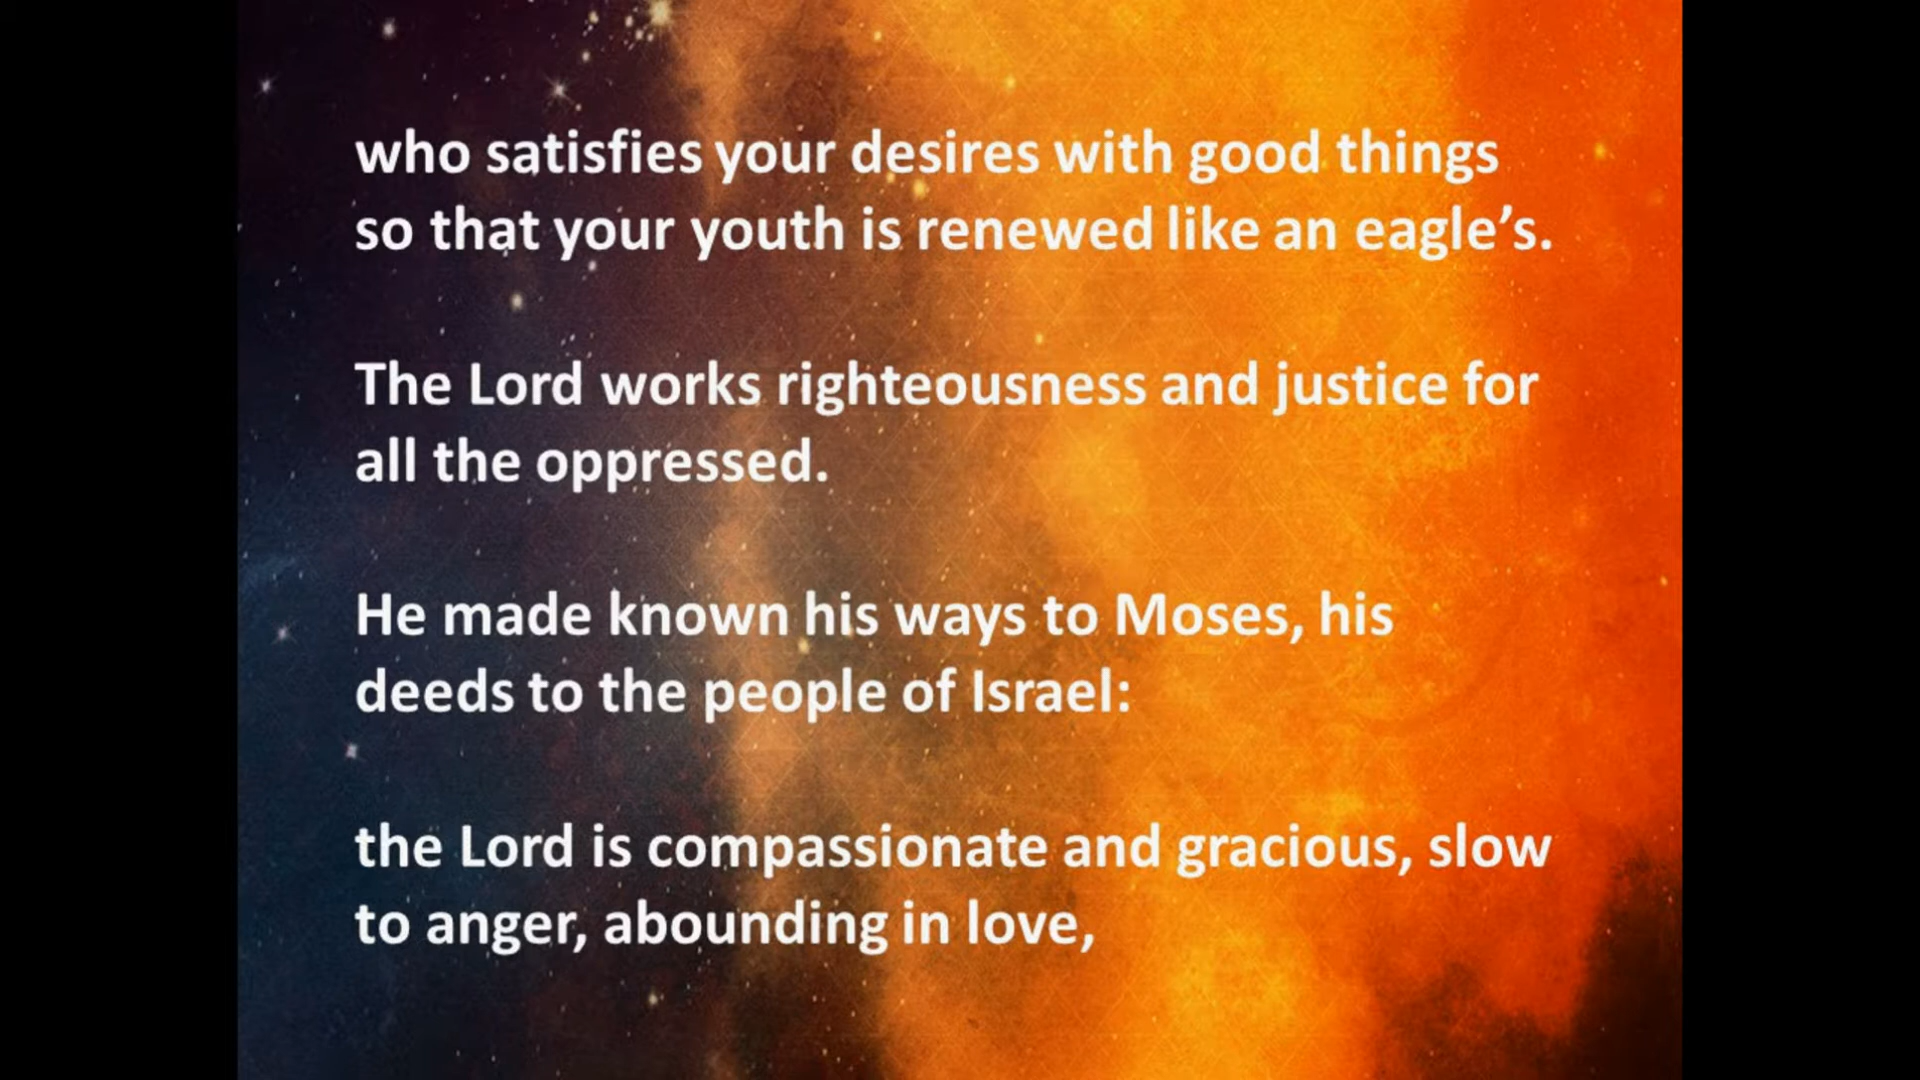 who satisfies your desires with good things
so that your youth is renewed like an eagle’s.
The Lord works righteousness and justice for
all the oppressed.
He made known his ways to Moses, his
deeds to the people of Israel:
the Lord is compassionate and gracious, slow
to anger, abounding in love,